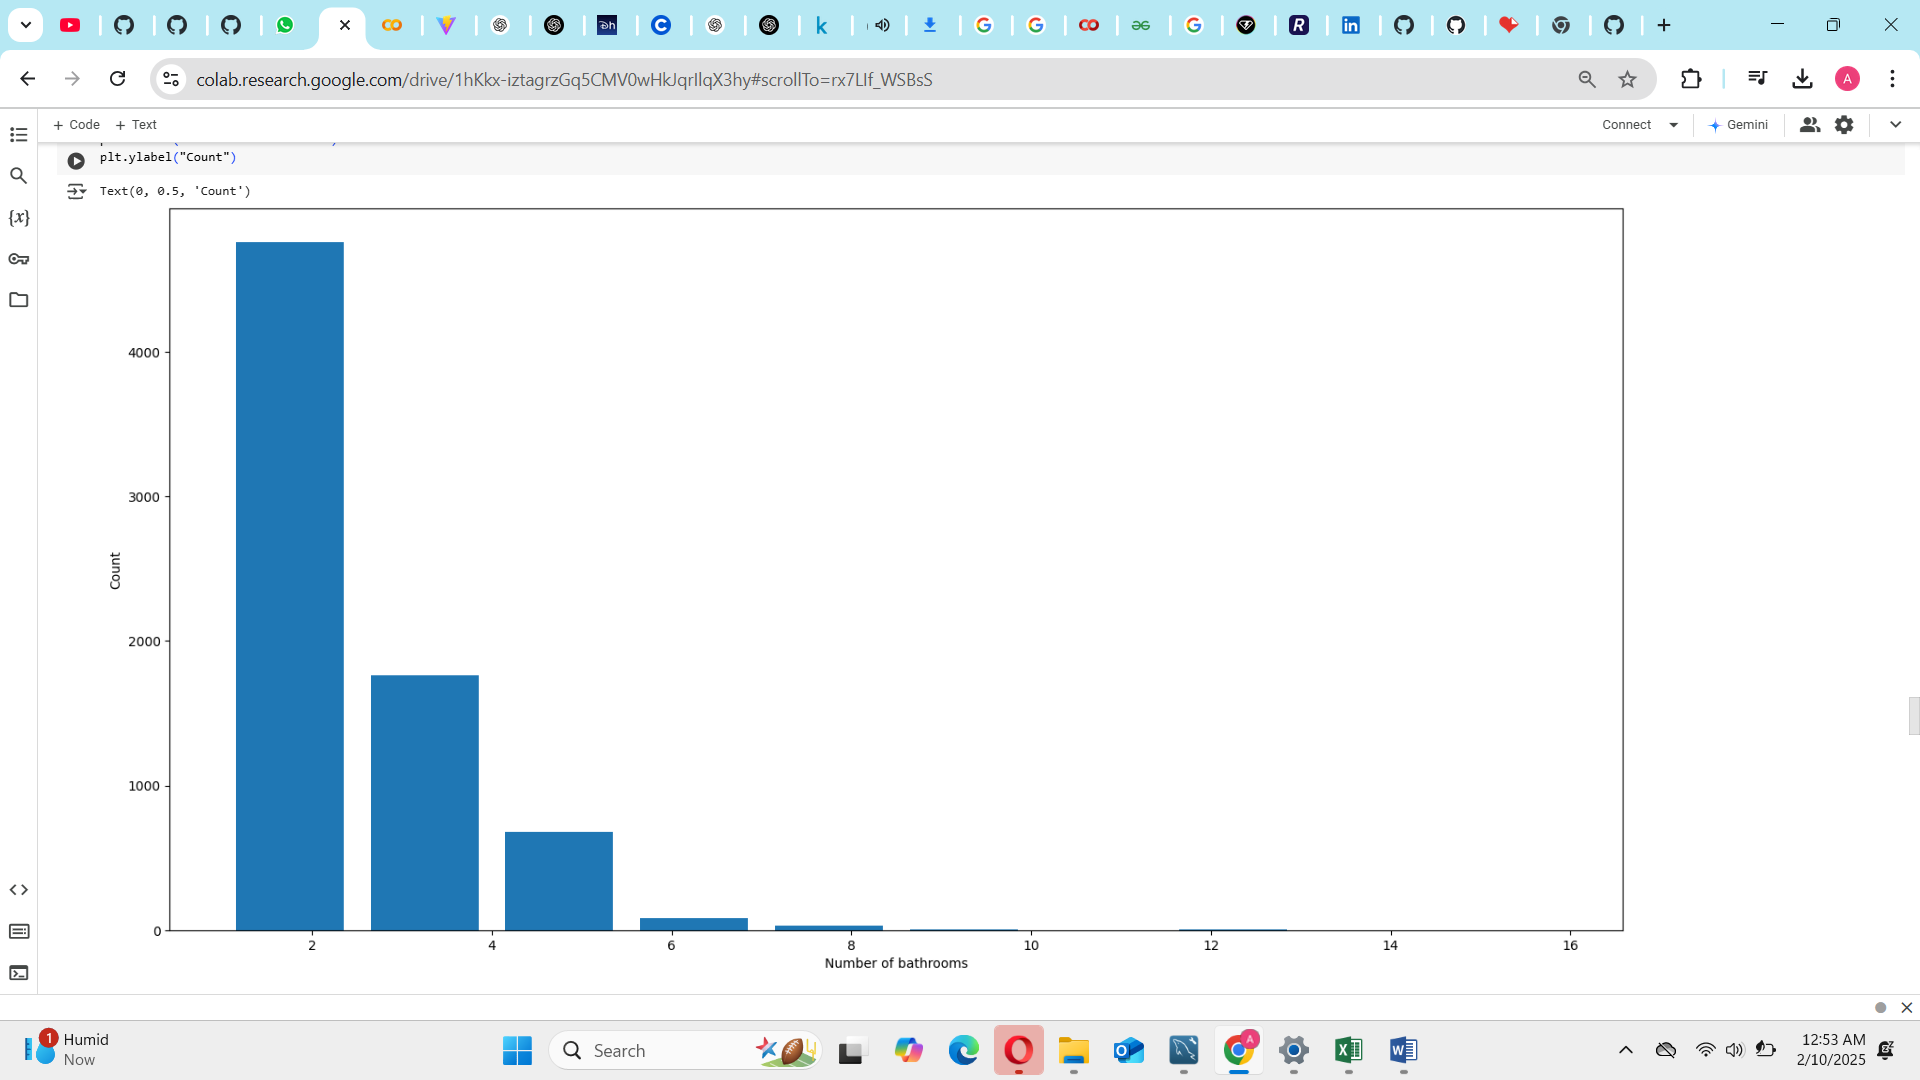 colab.research.google.com/drive/1hKkx-iztagrzGq5CMV0wHkJqrIlqX3hy#scrollTo=rx7LIf_WSBsS
A
+ Code + Text
Connect
Gemini
plt.ylabel("Count")
Text(0, 0.5, 'Count')
4000
3000
2000
1000
0
Count
2 4 6 8 10 12 14 16
Number of bathrooms
1
Humid
Now
Search
A
12:53 AM
2/10/2025